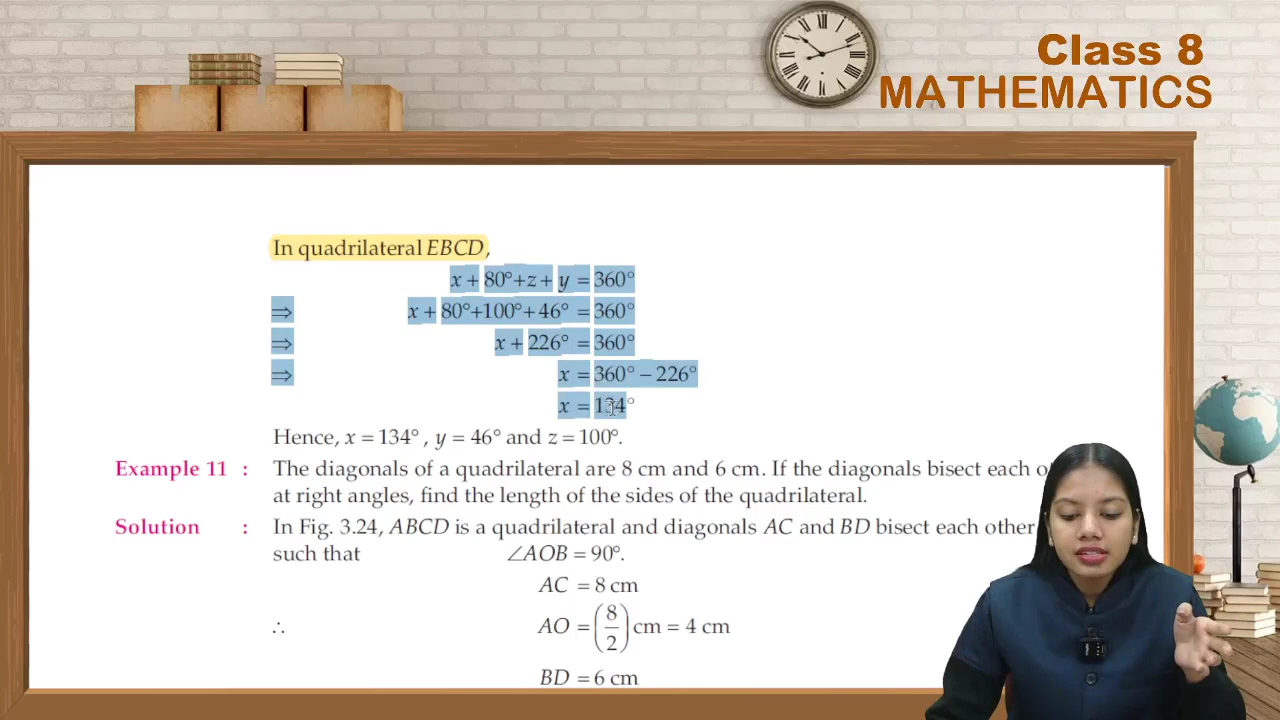 Class 8
MATHEMATICS
In quadrilateral EBCD,
x + 80°+z+ y = 360°
⇒ x + 80°+100°+46° = 360°
⇒ x + 226° = 360°
⇒ x = 360° – 226°
x = 134°
Hence, x = 134° , y = 46° and z = 100°.
Example 11 : The diagonals of a quadrilateral are 8 cm and 6 cm. If the diagonals bisect each
at right angles, find the length of the sides of the quadrilateral.
Solution : In Fig. 3.24, ABCD is a quadrilateral and diagonals AC and BD bisect each other
such that ∠AOB = 90°.
AC = 8 cm
∴ AO = (8/2) cm = 4 cm
BD = 6 cm